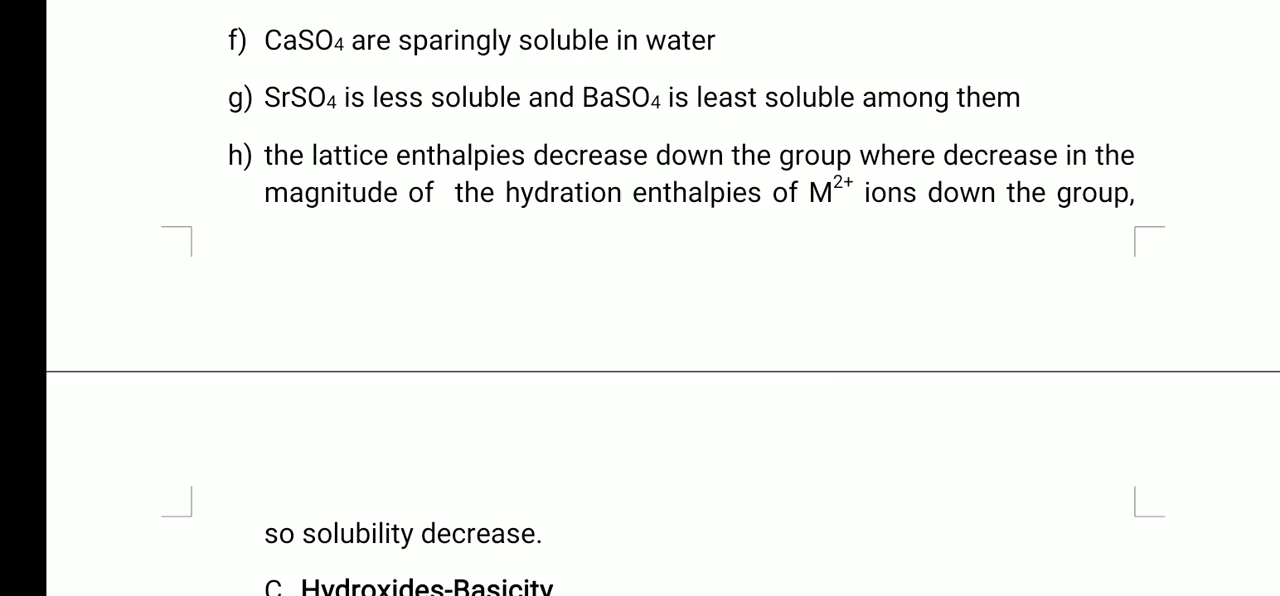 f) CaSO₄ are sparingly soluble in water
g) SrSO₄ is less soluble and BaSO₄ is least soluble among them
h) the lattice enthalpies decrease down the group where decrease in the
magnitude of the hydration enthalpies of M²⁺ ions down the group,
so solubility decrease.
C. Hydroxides-Basicity